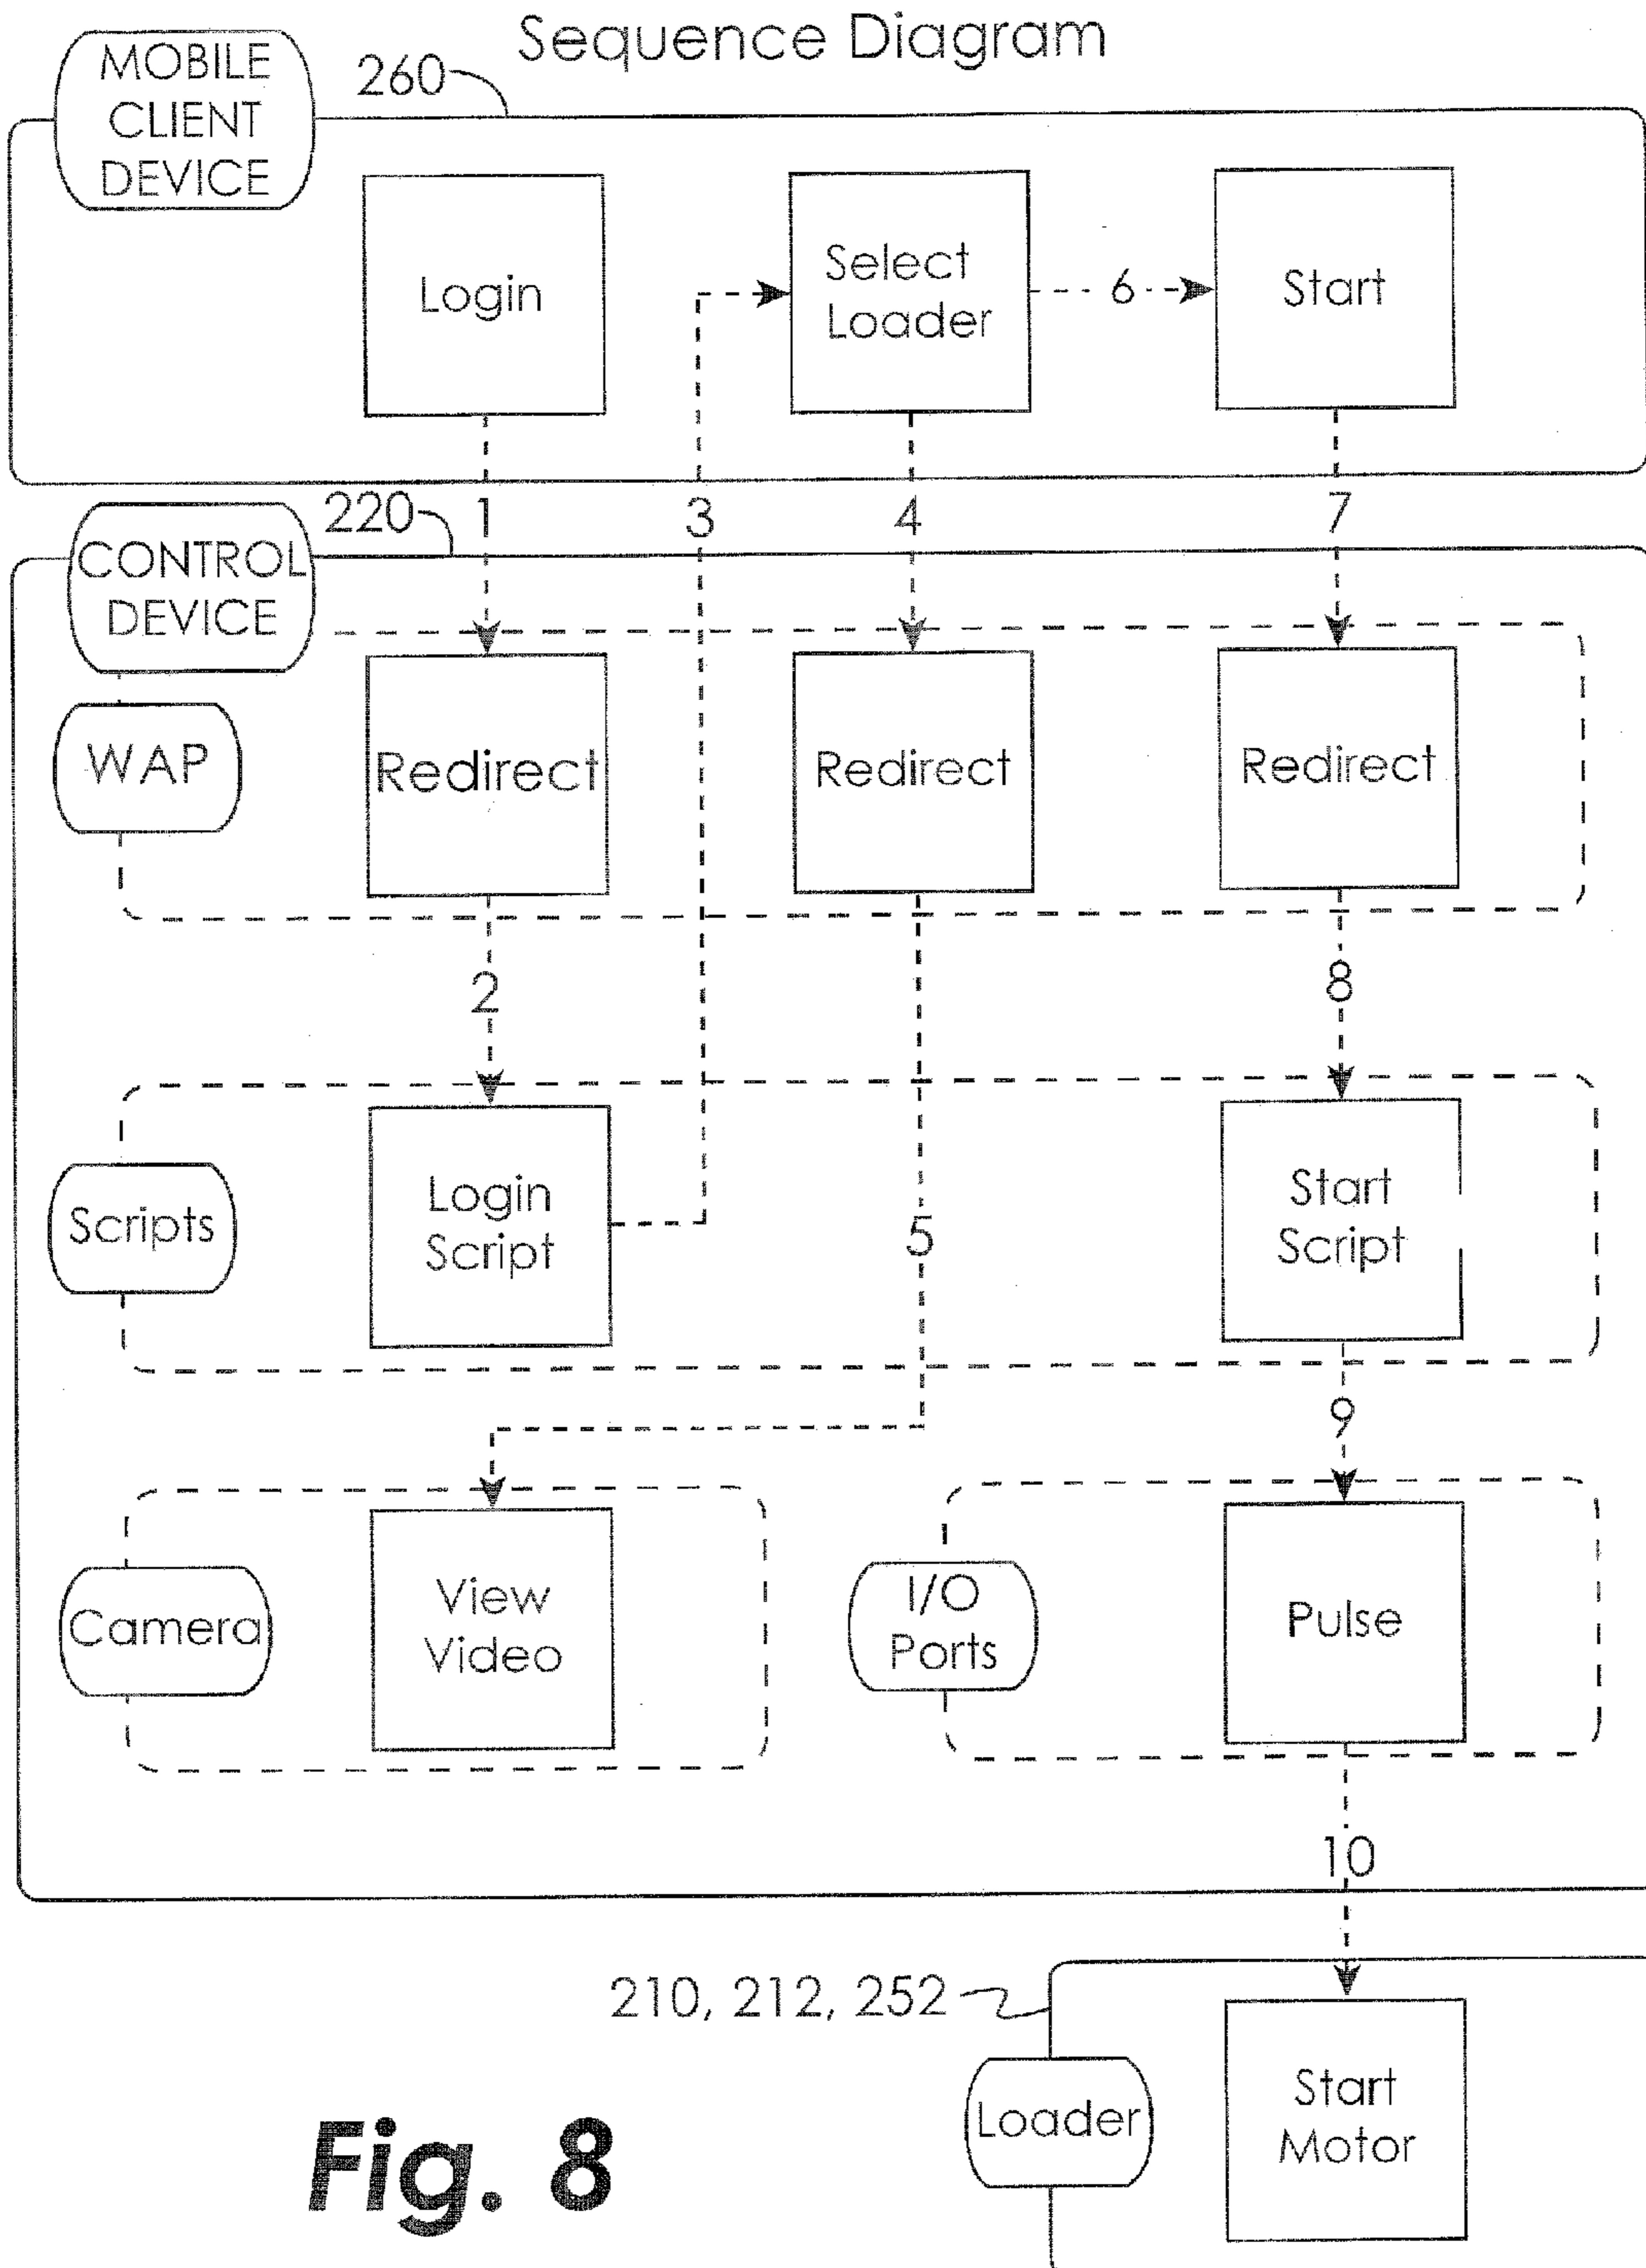 Sequence Diagram
MOBILE
CLIENT
DEVICE
260
Login
Select
Loader
6
Start
1
3
4
7
220
CONTROL
DEVICE
WAP
Redirect
Redirect
Redirect
2
8
Scripts
Login
Script
5
Start
Script
9
Camera
View
Video
I/O
Ports
Pulse
10
210, 212, 252
Loader
Start
Motor
Fig. 8